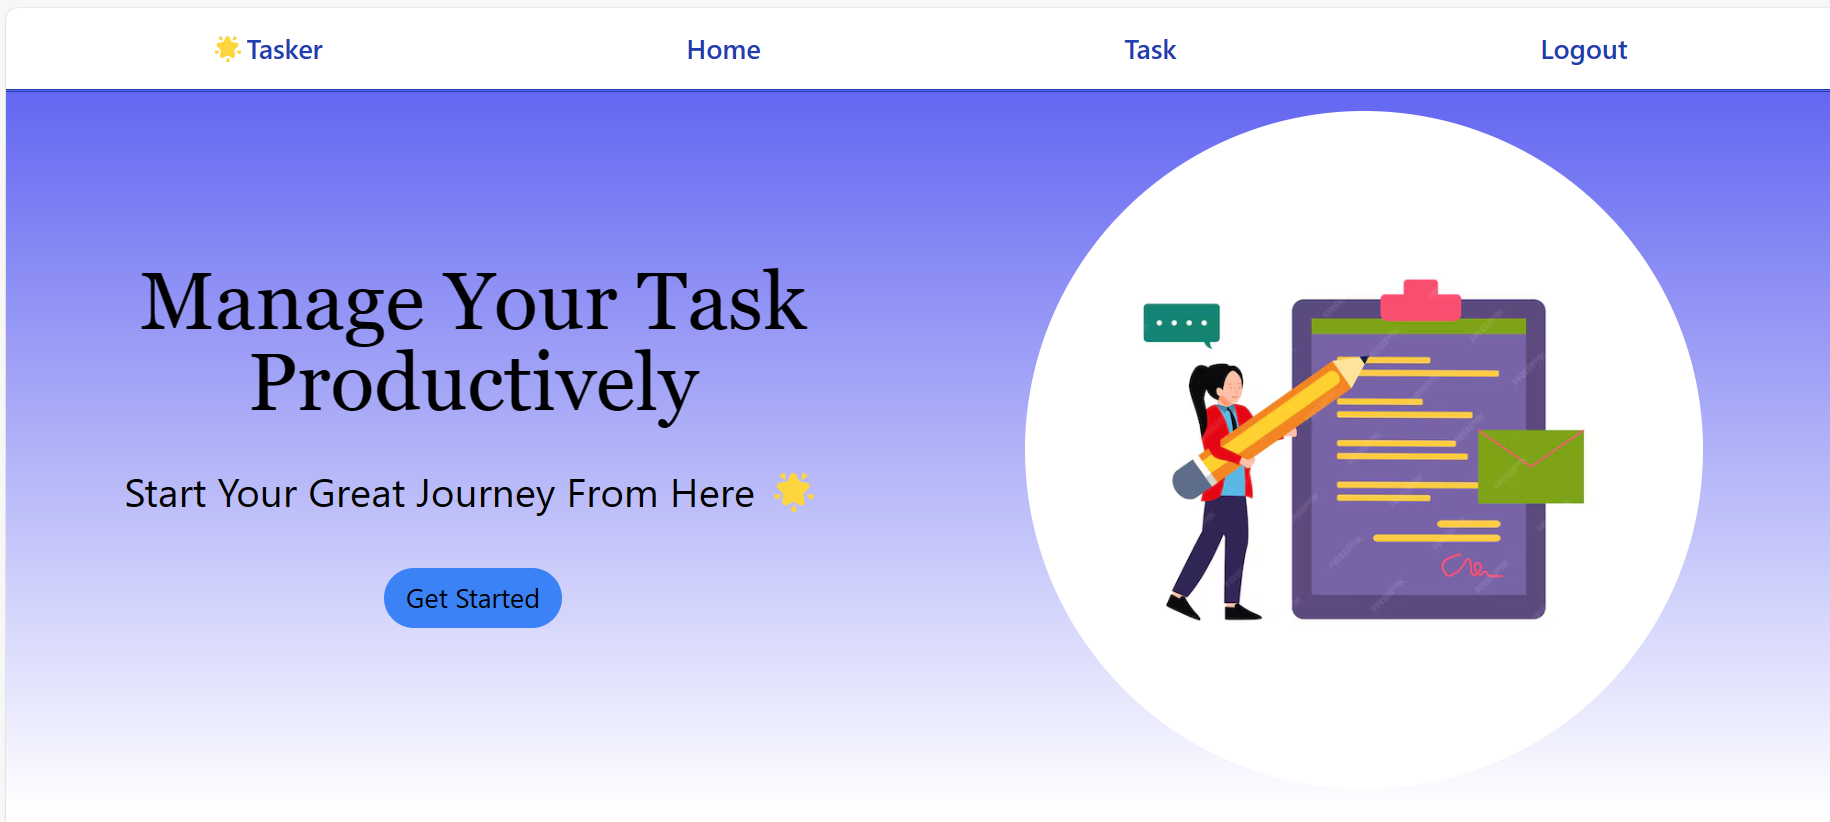 🌟 Tasker Home Task Logout
Manage Your Task
Productively
Start Your Great Journey From Here 🌟
Get Started